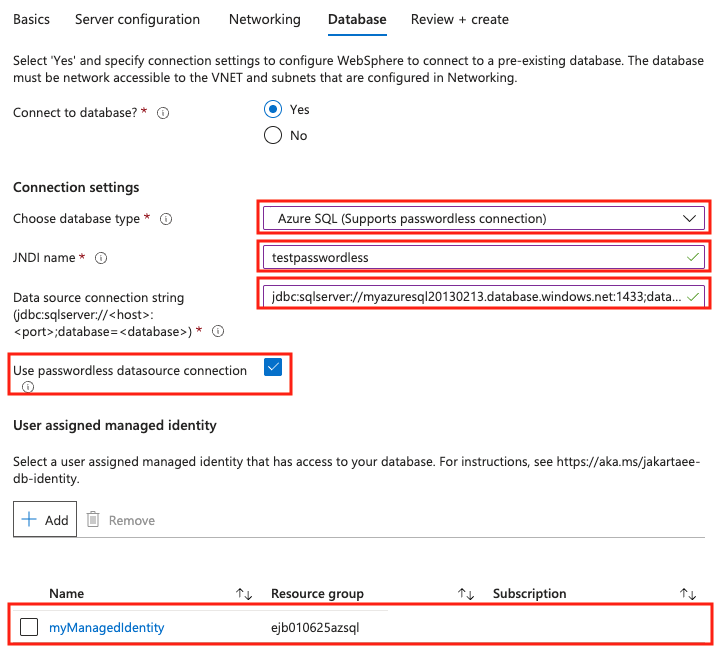 Basics Server configuration Networking Database Review + create
Select 'Yes' and specify connection settings to configure WebSphere to connect to a pre-existing database. The database
must be network accessible to the VNET and subnets that are configured in Networking.
Connect to database? *
Yes
No
Connection settings
Choose database type *
Azure SQL (Supports passwordless connection)
JNDI name *
testpasswordless
Data source connection string
(jdbc:sqlserver://<host>:
<port>;database=<database>) *
jdbc:sqlserver://myazuresql20130213.database.windows.net:1433;data...
Use passwordless datasource connection
User assigned managed identity
Select a user assigned managed identity that has access to your database. For instructions, see https://aka.ms/jakartaee-
db-identity.
Add Remove
Name Resource group Subscription
myManagedIdentity ejb010625azsql